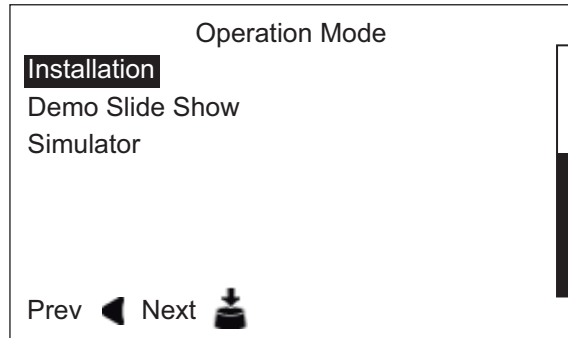 Operation Mode
Installation
Demo Slide Show
Simulator
Prev Next